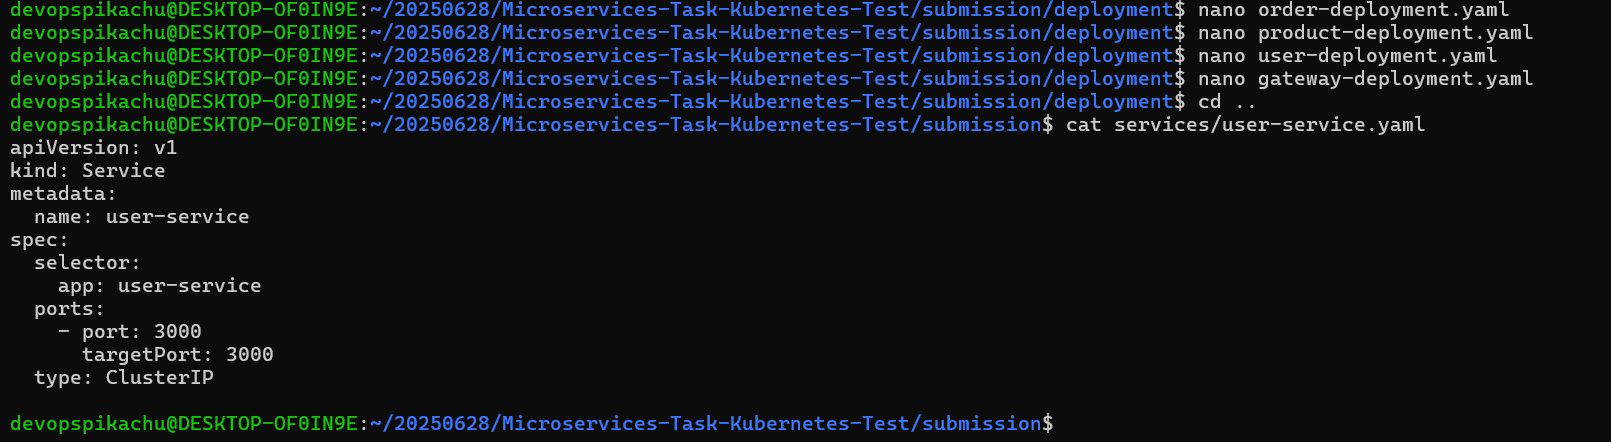 devopspikachu@DESKTOP-OF0IN9E:~/20250628/Microservices-Task-Kubernetes-Test/submission/deployment$ nano order-deployment.yaml
devopspikachu@DESKTOP-OF0IN9E:~/20250628/Microservices-Task-Kubernetes-Test/submission/deployment$ nano product-deployment.yaml
devopspikachu@DESKTOP-OF0IN9E:~/20250628/Microservices-Task-Kubernetes-Test/submission/deployment$ nano user-deployment.yaml
devopspikachu@DESKTOP-OF0IN9E:~/20250628/Microservices-Task-Kubernetes-Test/submission/deployment$ nano gateway-deployment.yaml
devopspikachu@DESKTOP-OF0IN9E:~/20250628/Microservices-Task-Kubernetes-Test/submission/deployment$ cd ..
devopspikachu@DESKTOP-OF0IN9E:~/20250628/Microservices-Task-Kubernetes-Test/submission$ cat services/user-service.yaml
apiVersion: v1
kind: Service
metadata:
  name: user-service
spec:
  selector:
    app: user-service
  ports:
    - port: 3000
      targetPort: 3000
  type: ClusterIP

devopspikachu@DESKTOP-OF0IN9E:~/20250628/Microservices-Task-Kubernetes-Test/submission$